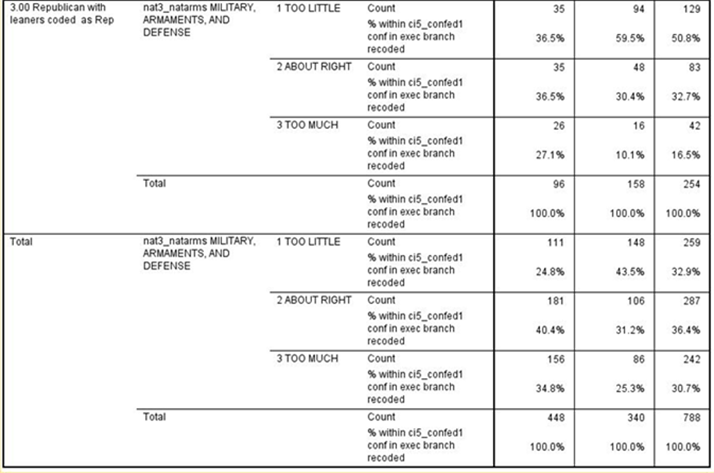 3.00 Republican with nat3_natarms MILITARY, 1 TOO LITTLE Count 35 94 129
leaners coded as Rep ARMAMENTS, AND % within ci5_confed1
DEFENSE conf in exec branch 36.5% 59.5% 50.8%
recoded
2 ABOUT RIGHT Count 35 48 83
% within ci5_confed1
conf in exec branch 36.5% 30.4% 32.7%
recoded
3 TOO MUCH Count 26 16 42
% within ci5_confed1
conf in exec branch 27.1% 10.1% 16.5%
recoded
Total Count 96 158 254
% within ci5_confed1
conf in exec branch 100.0% 100.0% 100.0%
recoded
Total nat3_natarms MILITARY, 1 TOO LITTLE Count 111 148 259
ARMAMENTS, AND % within ci5_confed1
DEFENSE conf in exec branch 24.8% 43.5% 32.9%
recoded
2 ABOUT RIGHT Count 181 106 287
% within ci5_confed1
conf in exec branch 40.4% 31.2% 36.4%
recoded
3 TOO MUCH Count 156 86 242
% within ci5_confed1
conf in exec branch 34.8% 25.3% 30.7%
recoded
Total Count 448 340 788
% within ci5_confed1
conf in exec branch 100.0% 100.0% 100.0%
recoded